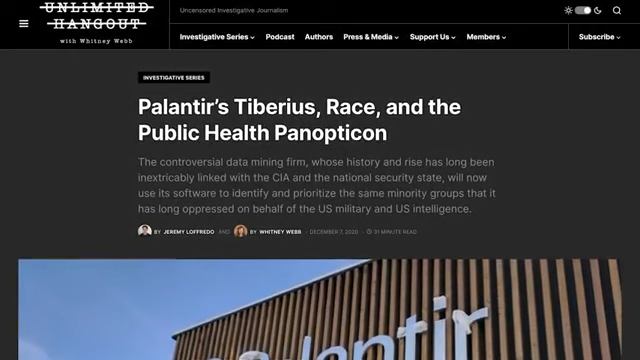 UNLIMITED
HANGOUT
with Whitney Webb
Uncensored Investigative Journalism
Investigative Series Podcast Authors Press & Media Support Us Members Subscribe
INVESTIGATIVE SERIES
Palantir's Tiberius, Race, and the
Public Health Panopticon
The controversial data mining firm, whose history and rise has long been
inextricably linked with the CIA and the national security state, will now
use its software to identify and prioritize the same minority groups that it
has long oppressed on behalf of the US military and US intelligence.
BY JEREMY LOFFREDO AND BY WHITNEY WEBB DECEMBER 7, 2020 31 MINUTE READ
Palantir